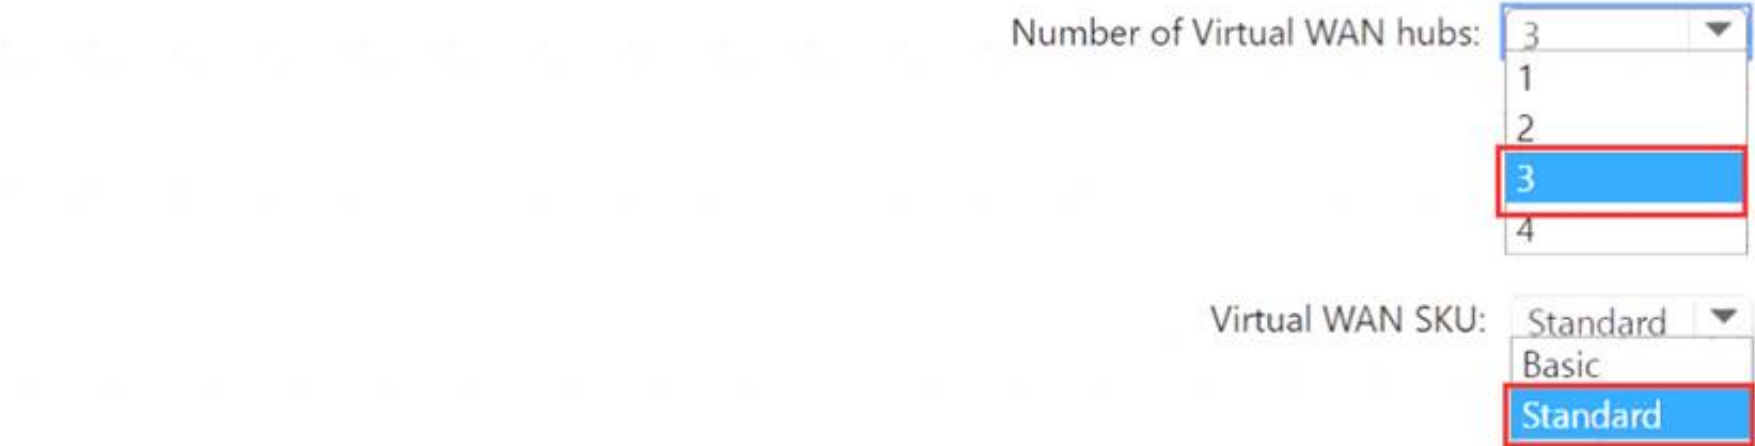 Number of Virtual WAN hubs: 3
1
2
3
4
Virtual WAN SKU: Standard
Basic
Standard